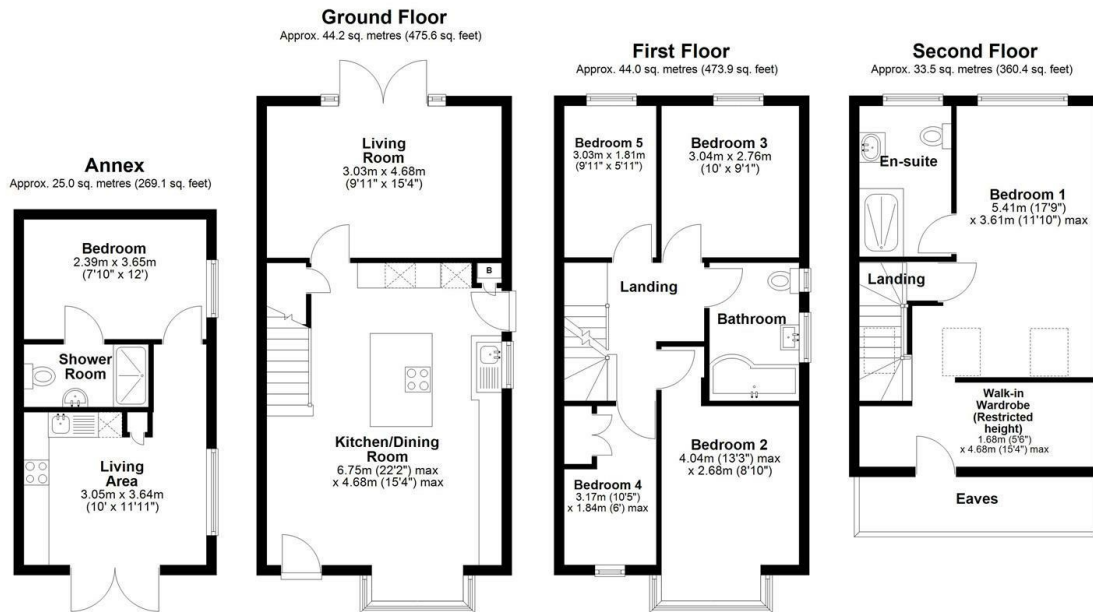 Annex
Approx. 25.0 sq. metres (269.1 sq. feet)
Bedroom
2.39m x 3.65m
(7'10" x 12')
Shower
Room
Living
Area
3.05m x 3.64m
(10' x 11'11")
Ground Floor
Approx. 44.2 sq. metres (475.6 sq. feet)
Living
Room
3.03m x 4.68m
(9'11" x 15'4")
B
Kitchen/Dining
Room
6.75m (22'2") max
x 4.68m (15'4") max
First Floor
Approx. 44.0 sq. metres (473.9 sq. feet)
Bedroom 5
3.03m x 1.81m
(9'11" x 5'11")
Bedroom 3
3.04m x 2.76m
(10' x 9'1")
Landing
Bathroom
Bedroom 2
4.04m (13'3") max
x 2.68m (8'10")
Bedroom 4
3.17m (10'5")
x 1.84m (6') max
Second Floor
Approx. 33.5 sq. metres (360.4 sq. feet)
En-suite
Bedroom 1
5.41m (17'9")
x 3.61m (11'10") max
Landing
Walk-in
Wardrobe
(Restricted
height)
1.68m (5'6")
x 4.68m (15'4") max
Eaves